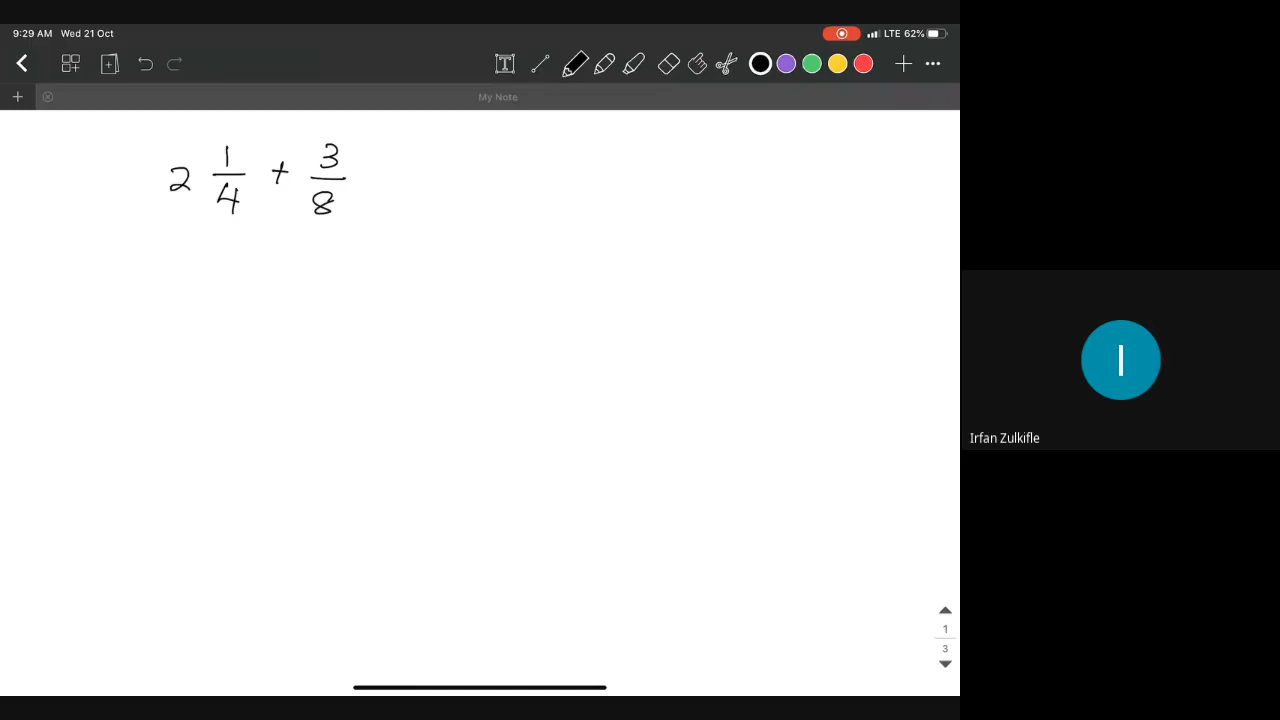 9:29 AM Wed 21 Oct LTE 62%
T
My Note
2 1/4 + 3/8
I
Irfan Zulkifle
1
3